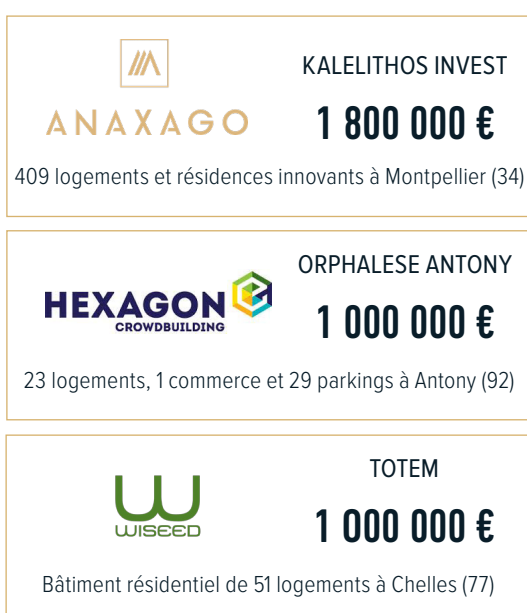 ANAXAGO
KALELITHOS INVEST
1 800 000 €
409 logements et résidences innovants à Montpellier (34)
HEXAGON
CROWDBUILDING
ORPHALESE ANTONY
1 000 000 €
23 logements, 1 commerce et 29 parkings à Antony (92)
WISEED
TOTEM
1 000 000 €
Bâtiment résidentiel de 51 logements à Chelles (77)